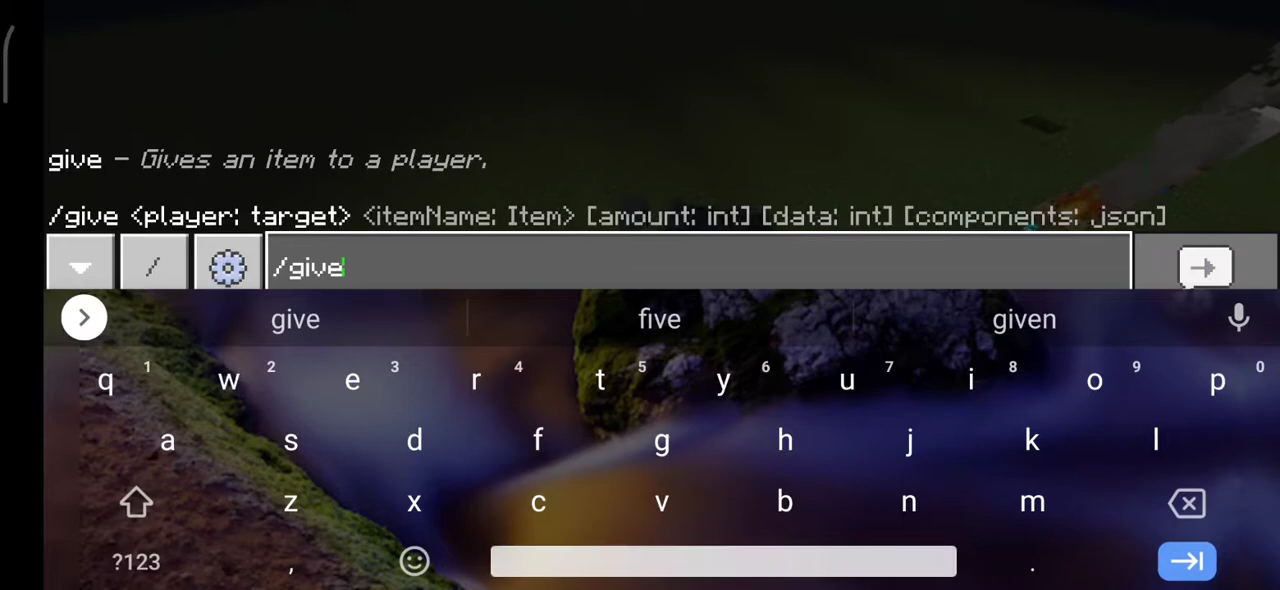 give - Gives an item to a player.
/give <player: target> <itemName: Item> [amount: int] [data: int] [components: json]
/ /give
give five given
q 1 w 2 e 3 r 4 t 5 y 6 u 7 i 8 o 9 p 0
a s d f g h j k l
z x c v b n m
?123 , .